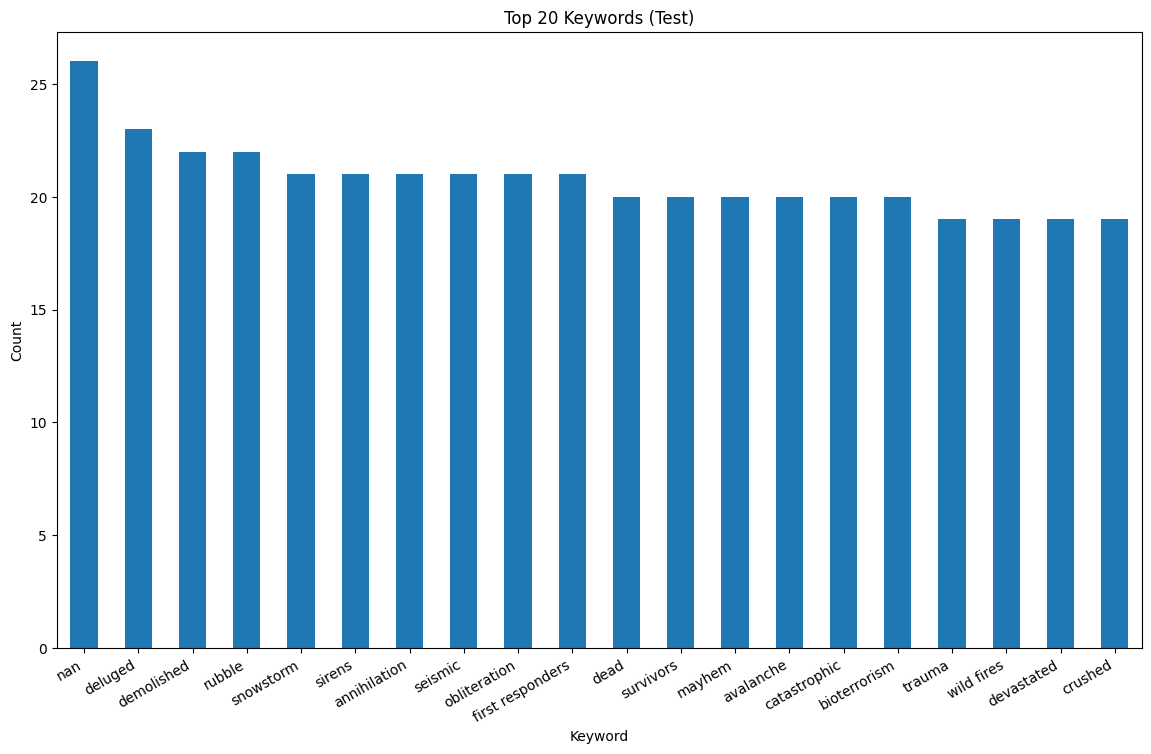 Top 20 Keywords (Test)
25
20
15
10
5
0
Count
nan
deluged
demolished
rubble
snowstorm
sirens
annihilation
seismic
obliteration
first responders
dead
survivors
mayhem
avalanche
catastrophic
bioterrorism
trauma
wild fires
devastated
crushed
Keyword